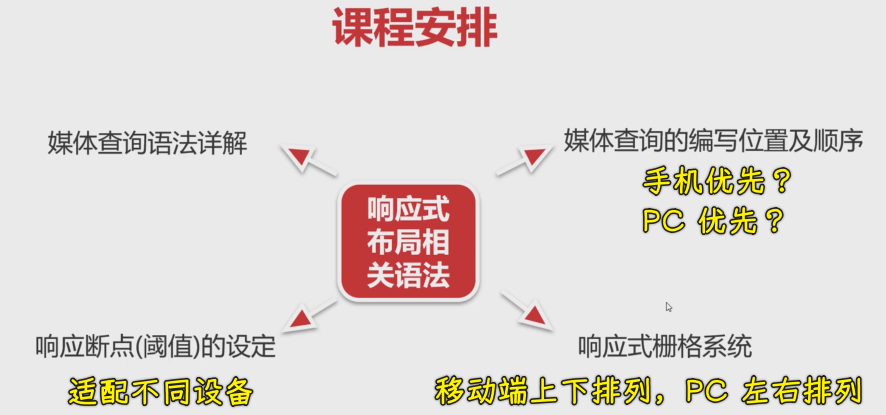 课程安排
媒体查询语法详解
媒体查询的编写位置及顺序
手机优先？
PC 优先？
响应式
布局相
关语法
响应断点(阈值)的设定
适配不同设备
响应式栅格系统
移动端上下排列，PC 左右排列